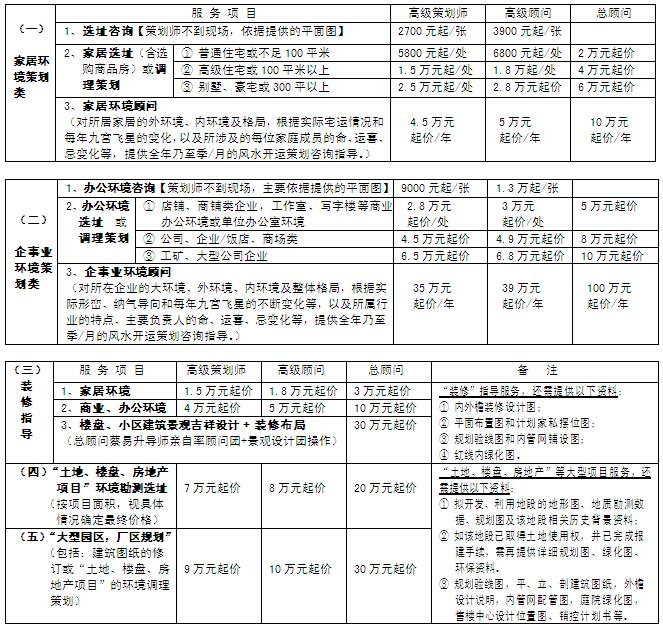 （一）
家居环境策划类
服 务 项 目
高级策划师
高级顾问
总顾问
1、选址咨询【策划师不到现场，依据提供的平面图】
2700 元起/张
3900 元起/张
2、家居选址（含选购商品房）或调理策划
① 普通住宅或不足 100 平米
5800 元起/处
6800 元起/处
2 万元起价
② 高级住宅或 100 平米以上
1.5 万元起/处
1.8 万起/处
4 万元起价
③ 别墅、豪宅或 300 平以上
2.5 万元起/处
2.8 万元起价
6 万元起价
3、家居环境顾问
（对所居家居的外环境、内环境及格局，根据实际宅运情况和
每年九宫飞星的变化，以及所涉及的每位家庭成员的命、运喜、
忌变化等，提供全年乃至季/月的风水开运策划咨询指导。）
4.5 万元
起价/年
5 万元
起价/年
10 万元
起价/年
（二）
企事业环境策划类
1、办公环境咨询【策划师不到现场，主要依据提供的平面图】
9000 元起/张
1.3 万起/张
2、办公环境选址 或调理策划
① 店铺、商铺类企业，工作室、写字楼等商业
办公环境或单位办公室环境
2.8 万
起价/处
3 万元
起价/处
5 万元起价
② 公司、企业/饭店、商场类
4.5 万元起价
4.9 万元起价
8 万元起价
③ 工矿、大型公司企业
6.5 万元起价
6.8 万元起价
10 万元起价
3、企事业环境顾问
（对所在企业的大环境、外环境、内环境及整体格局，根据实
际形峦、纳气导向和每年九宫飞星的不断变化等，以及所属行
业的特点、主要负责人的命、运喜、忌变化等，提供全年乃至
季/月的风水开运策划咨询指导。）
35 万元
起价/年
39 万元
起价/年
100 万元
起价/年
（三）
装修指导
服 务 项 目
高级策划师
高级顾问
总顾问
备 注
1、家居环境
1.5 万元起价
1.8 万元起价
3 万元起价
2、商业、办公环境
4 万元起价
5 万元起价
10 万元起价
3、楼盘、小区建筑景观吉祥设计 + 装修布局
（总顾问蔡易升导师亲自率顾问团+景观设计团操作）
30 万元起价
“装修”指导服务，还需提供以下资料：
① 内外檐装修设计图；
② 平面布置图和计划家私摆位图；
③ 规划验线图和内管网铺设图；
④ 红线内绿化图。
（四）“土地、楼盘、房地产
项目”环境勘测选址
（按项目面积，视具体
情况确定最终价格）
7 万元起价
8 万元起价
20 万元起价
（五）“大型园区，厂区规划”
（包括：建筑图纸的修
订或“土地、楼盘、房
地产项目”的环境调理
策划）
9 万元起价
10 万元起价
30 万元起价
“土地、楼盘、房地产”等大型项目服务，还
需提供以下资料：
① 拟开发、利用地段的地形图、地质勘测数
据、规划图及该地段相关历史背景资料；
② 如该地段已取得土地使用权，并已完成报
建手续，需再提供详细规划图、绿化图、
环保资料。
③ 规划验线图，平、立、剖建筑图纸，外檐
设计说明，内管网配管图，庭院绿化图，
售楼中心设计位置图、销控计划书等。